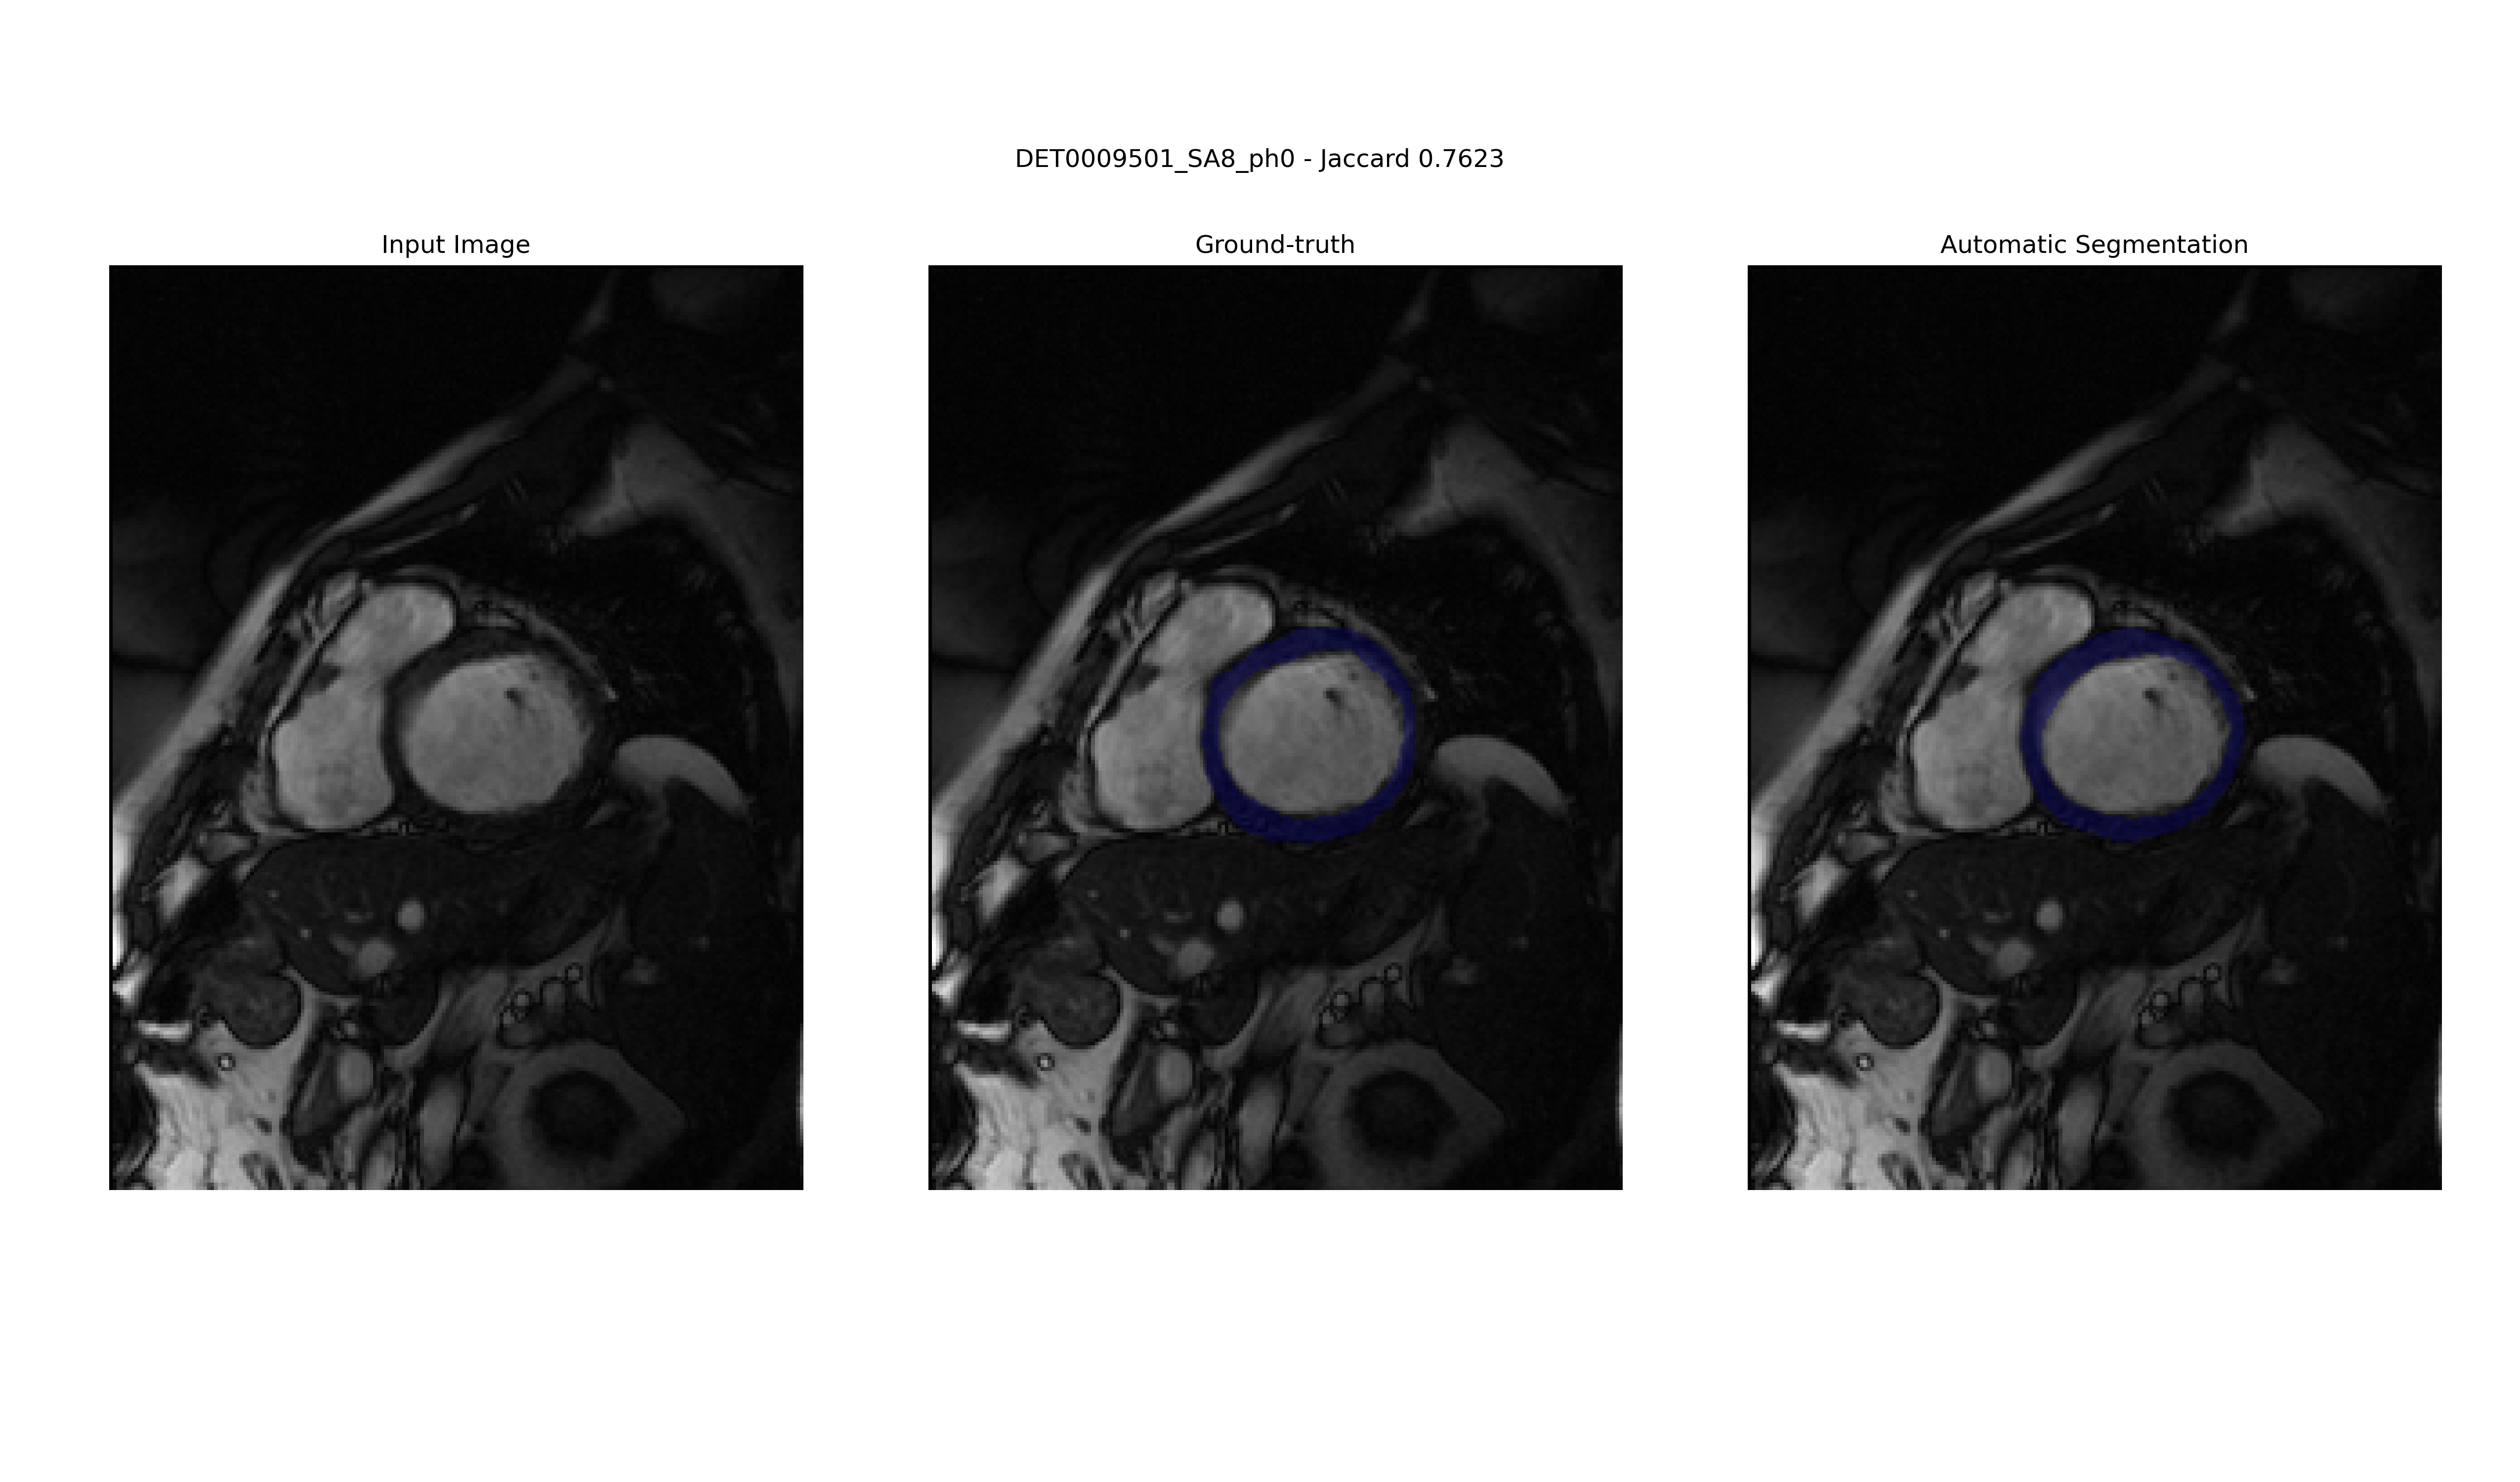 DET0009501_SA8_ph0 - Jaccard 0.7623
Input Image
Ground-truth
Automatic Segmentation